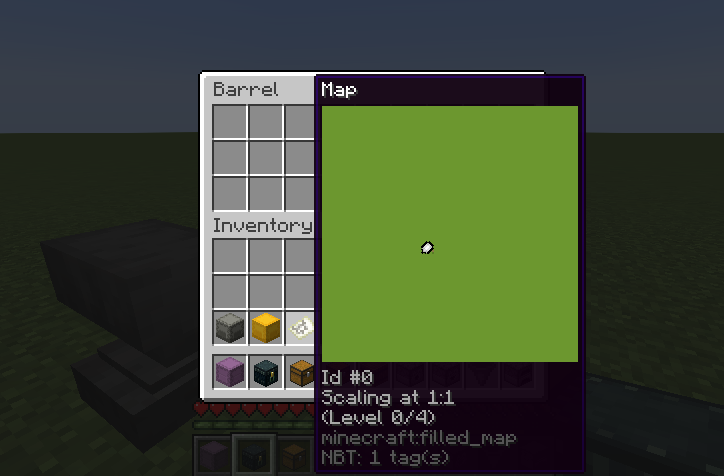 Barrel
Map
Inventory
Id #0
Scaling at 1:1
(Level 0/4)
minecraft:filled_map
NBT: 1 tag(s)